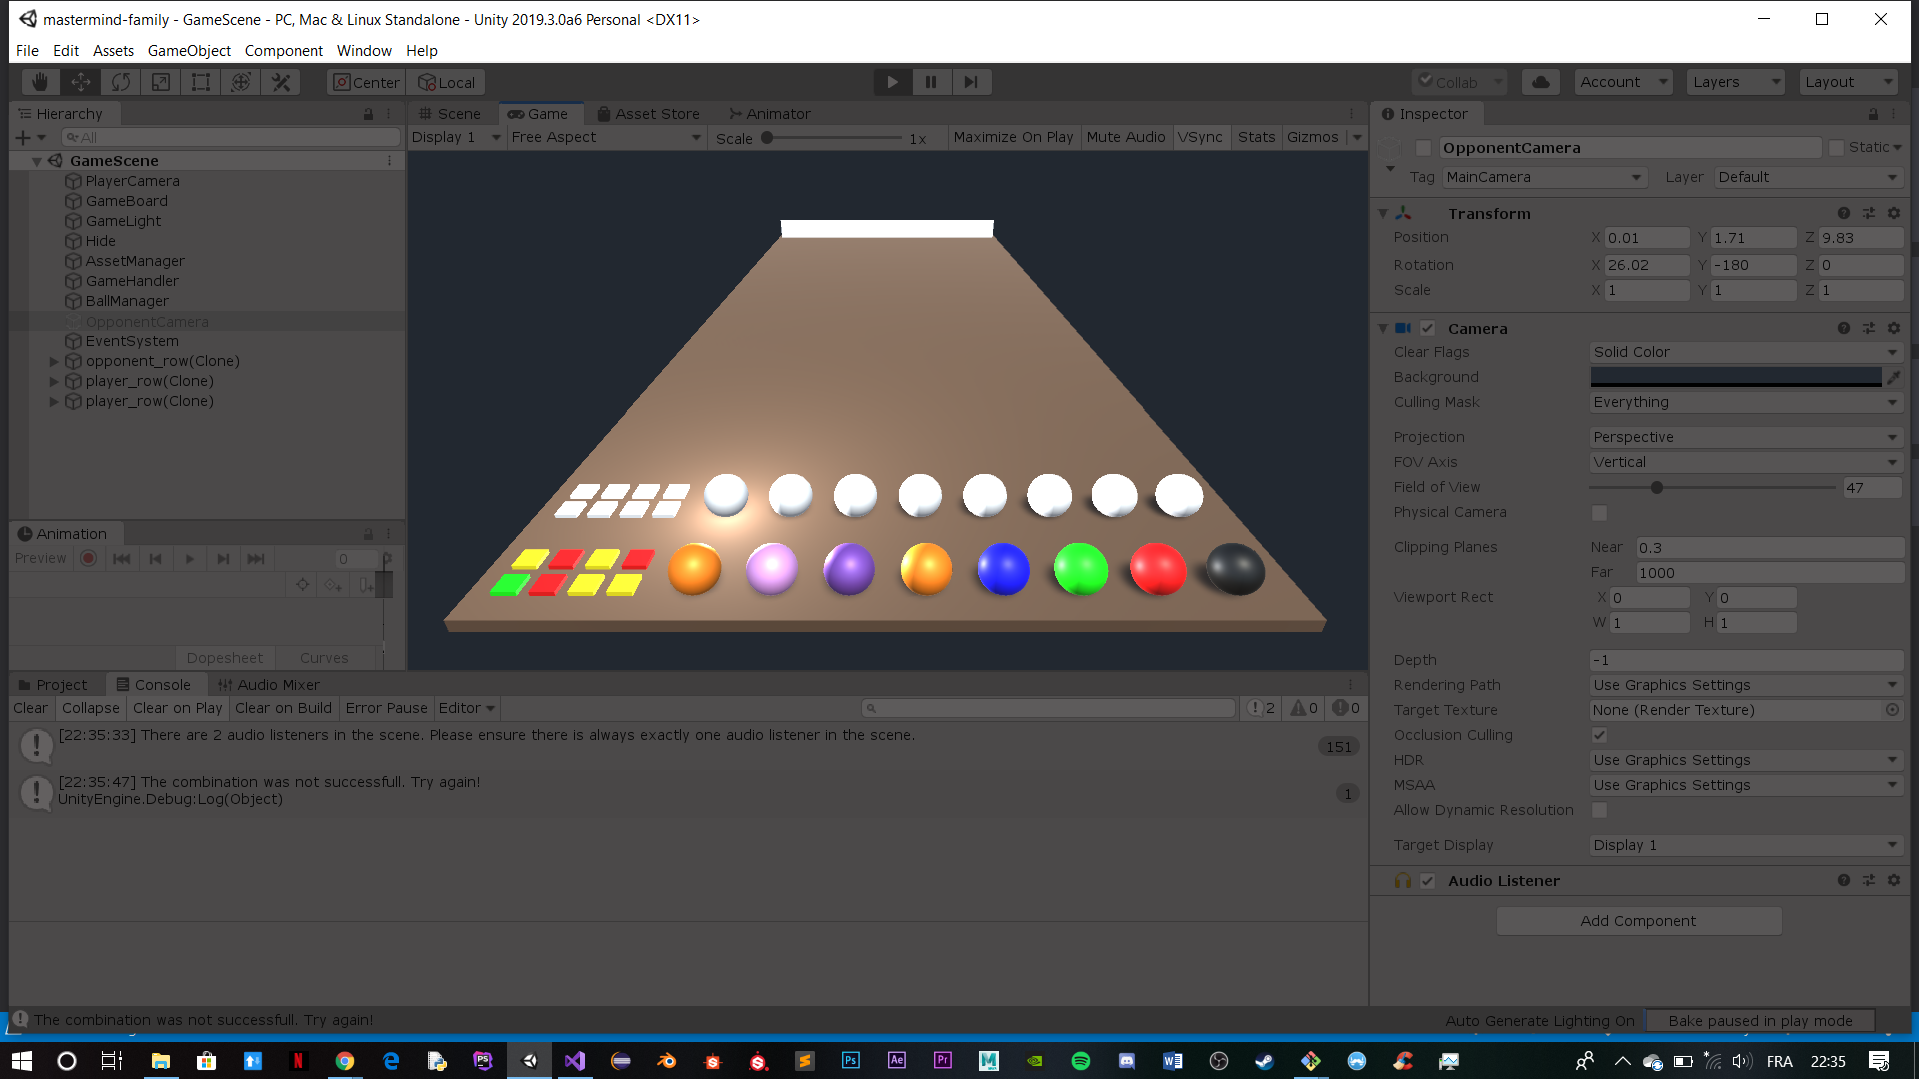 mastermind-family - GameScene - PC, Mac & Linux Standalone - Unity 2019.3.0a6 Personal <DX11>
File Edit Assets GameObject Component Window Help
Center Local Collab Account Layers Layout
Hierarchy
All
GameScene
PlayerCamera
GameBoard
GameLight
Hide
AssetManager
GameHandler
BallManager
OpponentCamera
EventSystem
opponent_row(Clone)
player_row(Clone)
player_row(Clone)
Animation
Preview 0
Dopesheet Curves
Scene Game Asset Store Animator
Display 1 Free Aspect Scale 1x Maximize On Play Mute Audio VSync Stats Gizmos
Inspector
OpponentCamera Static
Tag MainCamera Layer Default
Transform
Position X 0.01 Y 1.71 Z 9.83
Rotation X 26.02 Y -180 Z 0
Scale X 1 Y 1 Z 1
Camera
Clear Flags Solid Color
Background
Culling Mask Everything
Projection Perspective
FOV Axis Vertical
Field of View 47
Physical Camera
Clipping Planes Near 0.3
Far 1000
Viewport Rect X 0 Y 0
W 1 H 1
Depth -1
Rendering Path Use Graphics Settings
Target Texture None (Render Texture)
Occlusion Culling
HDR Use Graphics Settings
MSAA Use Graphics Settings
Allow Dynamic Resolution
Target Display Display 1
Audio Listener
Add Component
Project Console Audio Mixer
Clear Collapse Clear on Play Clear on Build Error Pause Editor 2 0 0
[22:35:33] There are 2 audio listeners in the scene. Please ensure there is always exactly one audio listener in the scene.
151
[22:35:47] The combination was not successfull. Try again!
UnityEngine.Debug:Log(Object)
1
The combination was not successfull. Try again!
Auto Generate Lighting On Bake paused in play mode
FRA 22:35